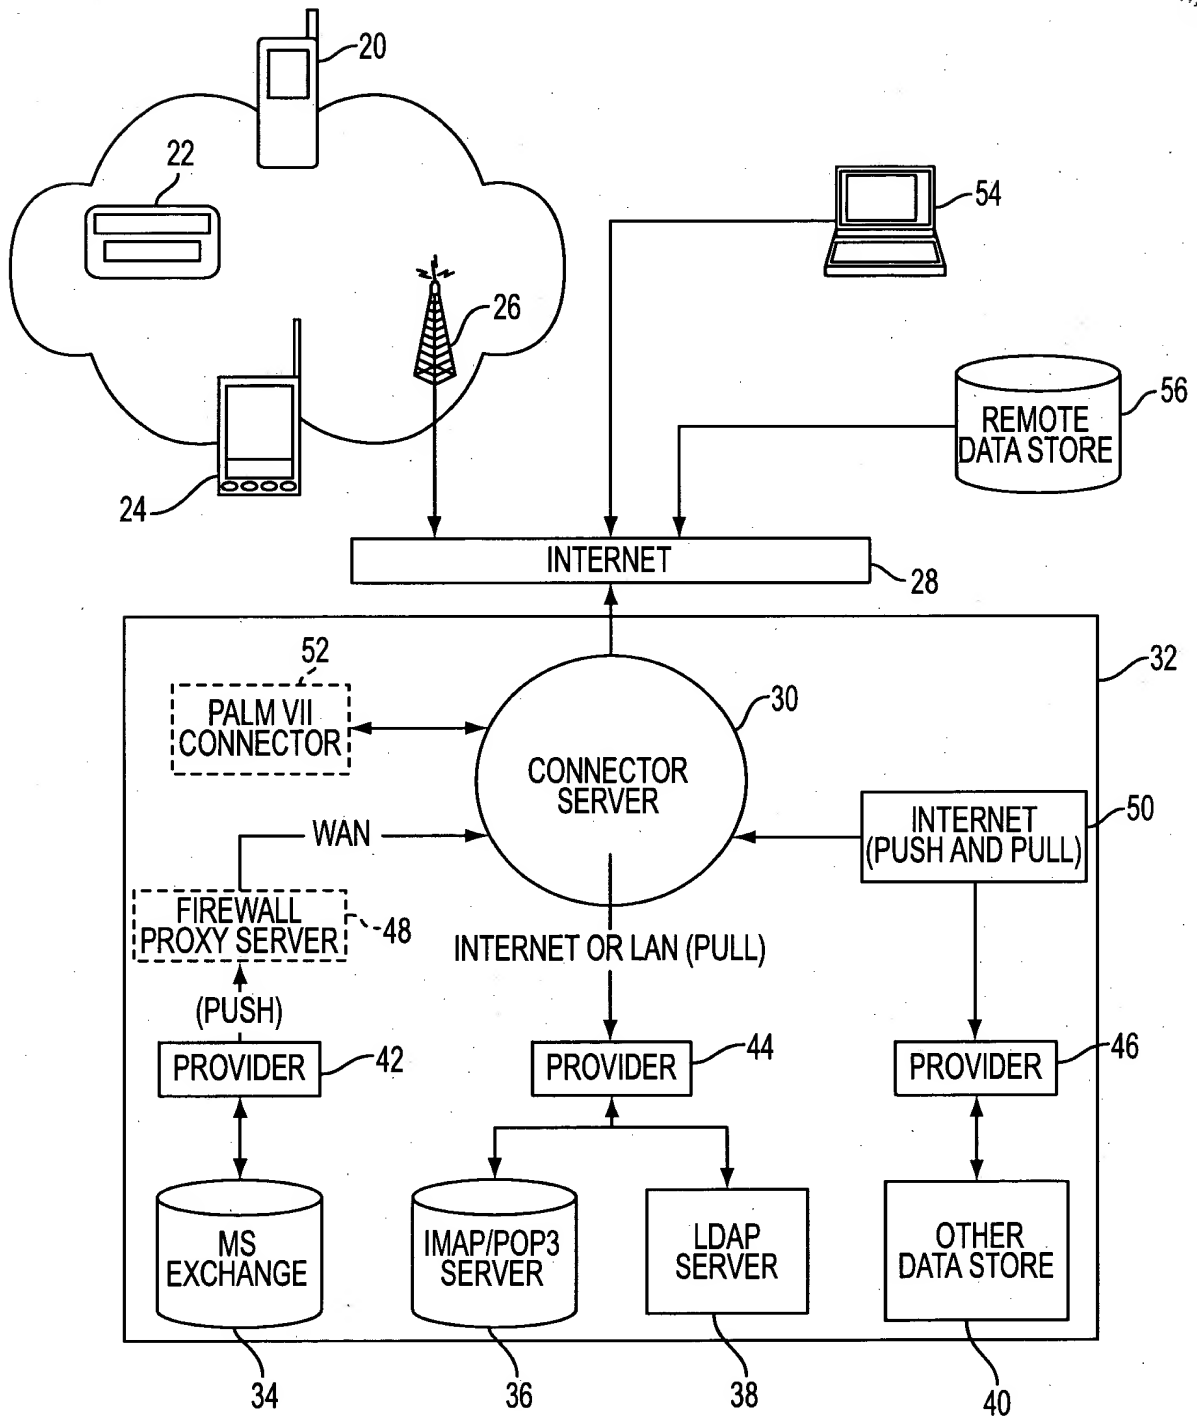 20
22
54
26
56
REMOTE
DATA STORE
24
INTERNET
28
52
32
PALM VII
CONNECTOR
30
CONNECTOR
SERVER
50
INTERNET
(PUSH AND PULL)
WAN
FIREWALL
PROXY SERVER
48
INTERNET OR LAN (PULL)
(PUSH)
PROVIDER
42
PROVIDER
44
PROVIDER
46
MS
EXCHANGE
IMAP/POP3
SERVER
LDAP
SERVER
OTHER
DATA STORE
34
36
38
40